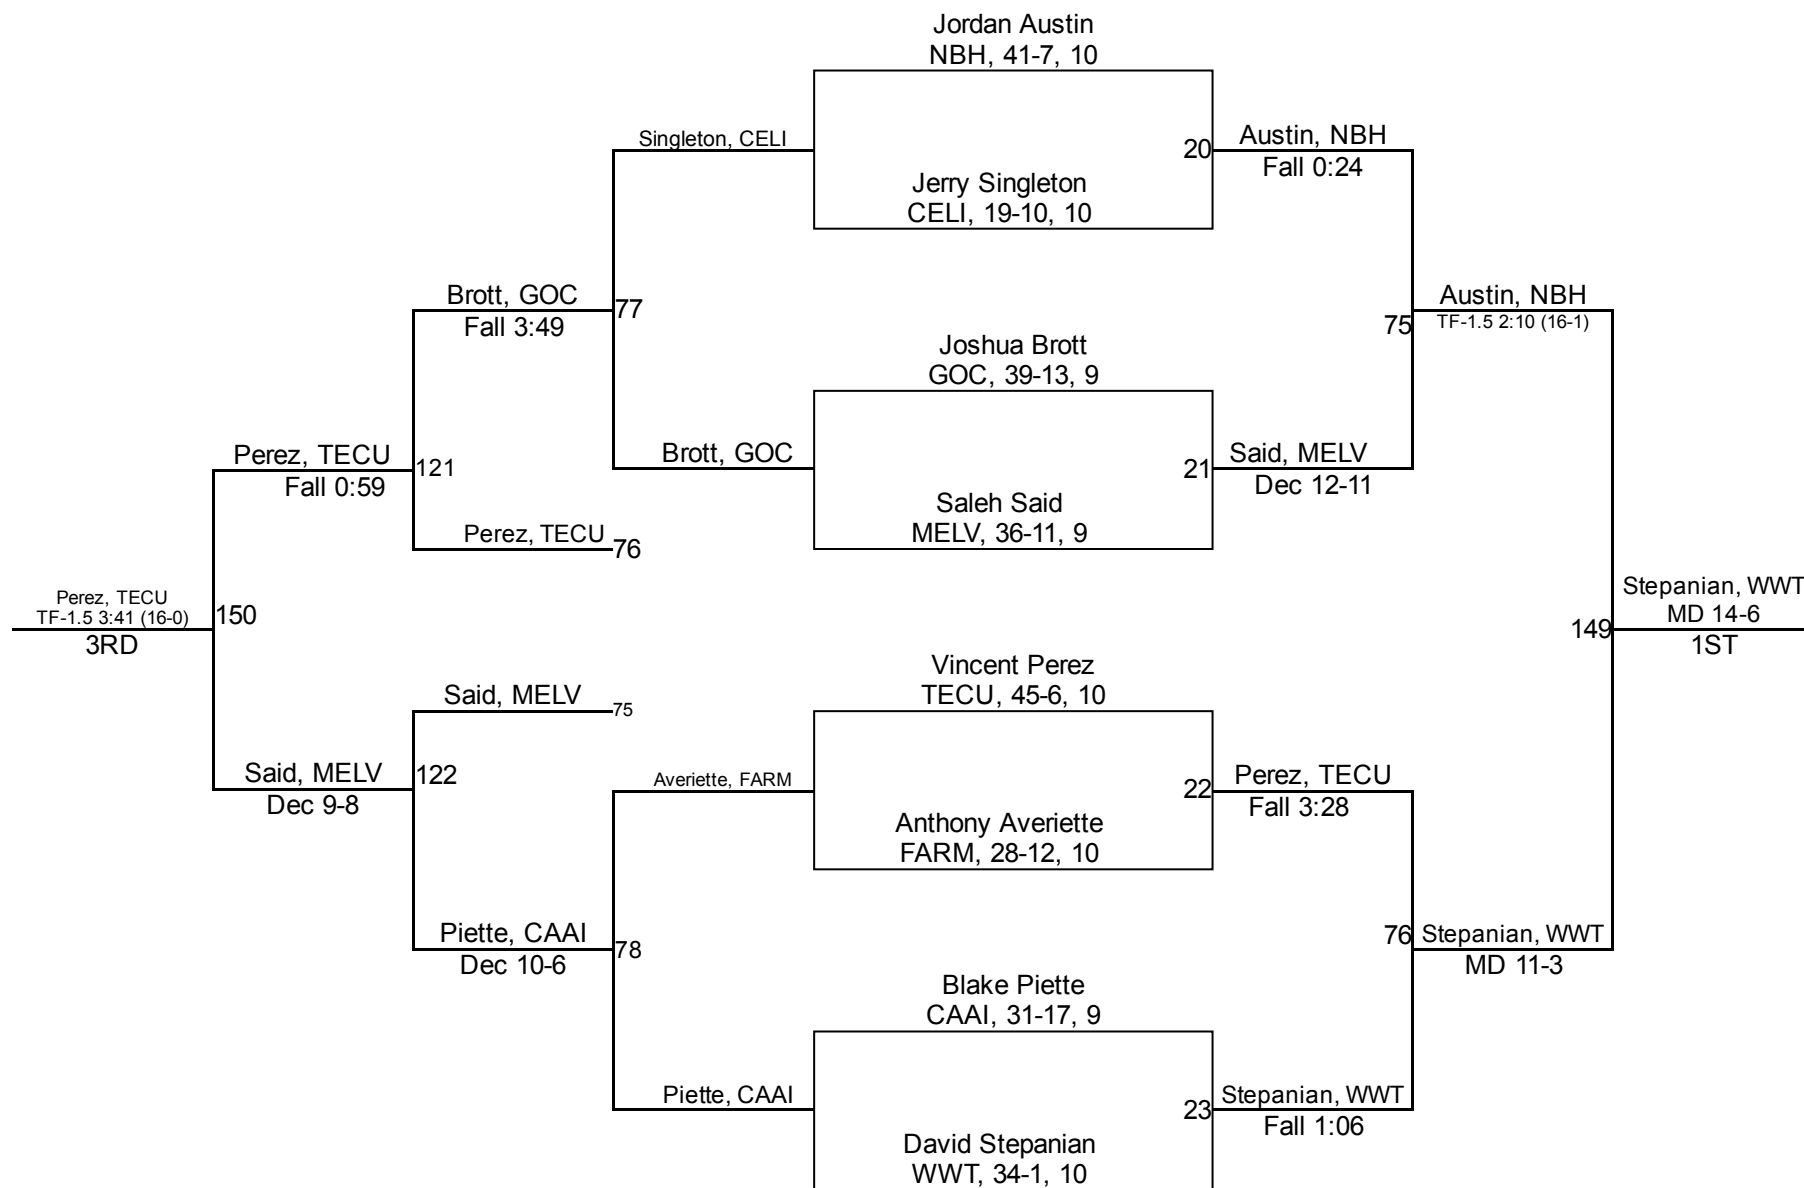 Jordan Austin
NBH, 41-7, 10
Singleton, CELI
20
Austin, NBH
Fall 0:24
Jerry Singleton
CELI, 19-10, 10
Brott, GOC
Fall 3:49
77
Austin, NBH
TF-1.5 2:10 (16-1)
75
Joshua Brott
GOC, 39-13, 9
Perez, TECU
Fall 0:59
121
Brott, GOC
21
Said, MELV
Dec 12-11
Saleh Said
MELV, 36-11, 9
Perez, TECU
76
Perez, TECU
TF-1.5 3:41 (16-0)
3RD
150
149
Stepanian, WWT
MD 14-6
1ST
Vincent Perez
TECU, 45-6, 10
Said, MELV
75
Said, MELV
Dec 9-8
122
Averiette, FARM
22
Perez, TECU
Fall 3:28
Anthony Averiette
FARM, 28-12, 10
Piette, CAAI
Dec 10-6
78
76
Stepanian, WWT
MD 11-3
Blake Piette
CAAI, 31-17, 9
Piette, CAAI
23
Stepanian, WWT
Fall 1:06
David Stepanian
WWT, 34-1, 10